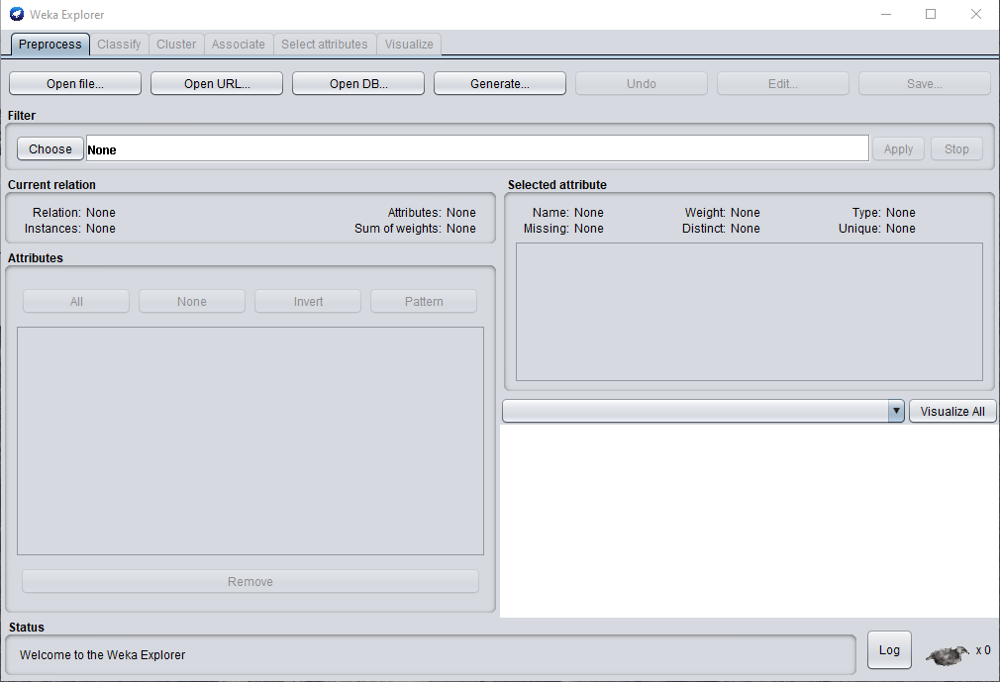 Weka Explorer
Preprocess Classify Cluster Associate Select attributes Visualize
Open file... Open URL... Open DB... Generate... Undo Edit... Save...
Filter
Choose None Apply Stop
Current relation
Relation: None Attributes: None
Instances: None Sum of weights: None
Attributes
All None Invert Pattern
Remove
Selected attribute
Name: None Weight: None Type: None
Missing: None Distinct: None Unique: None
Visualize All
Status
Welcome to the Weka Explorer
Log x 0